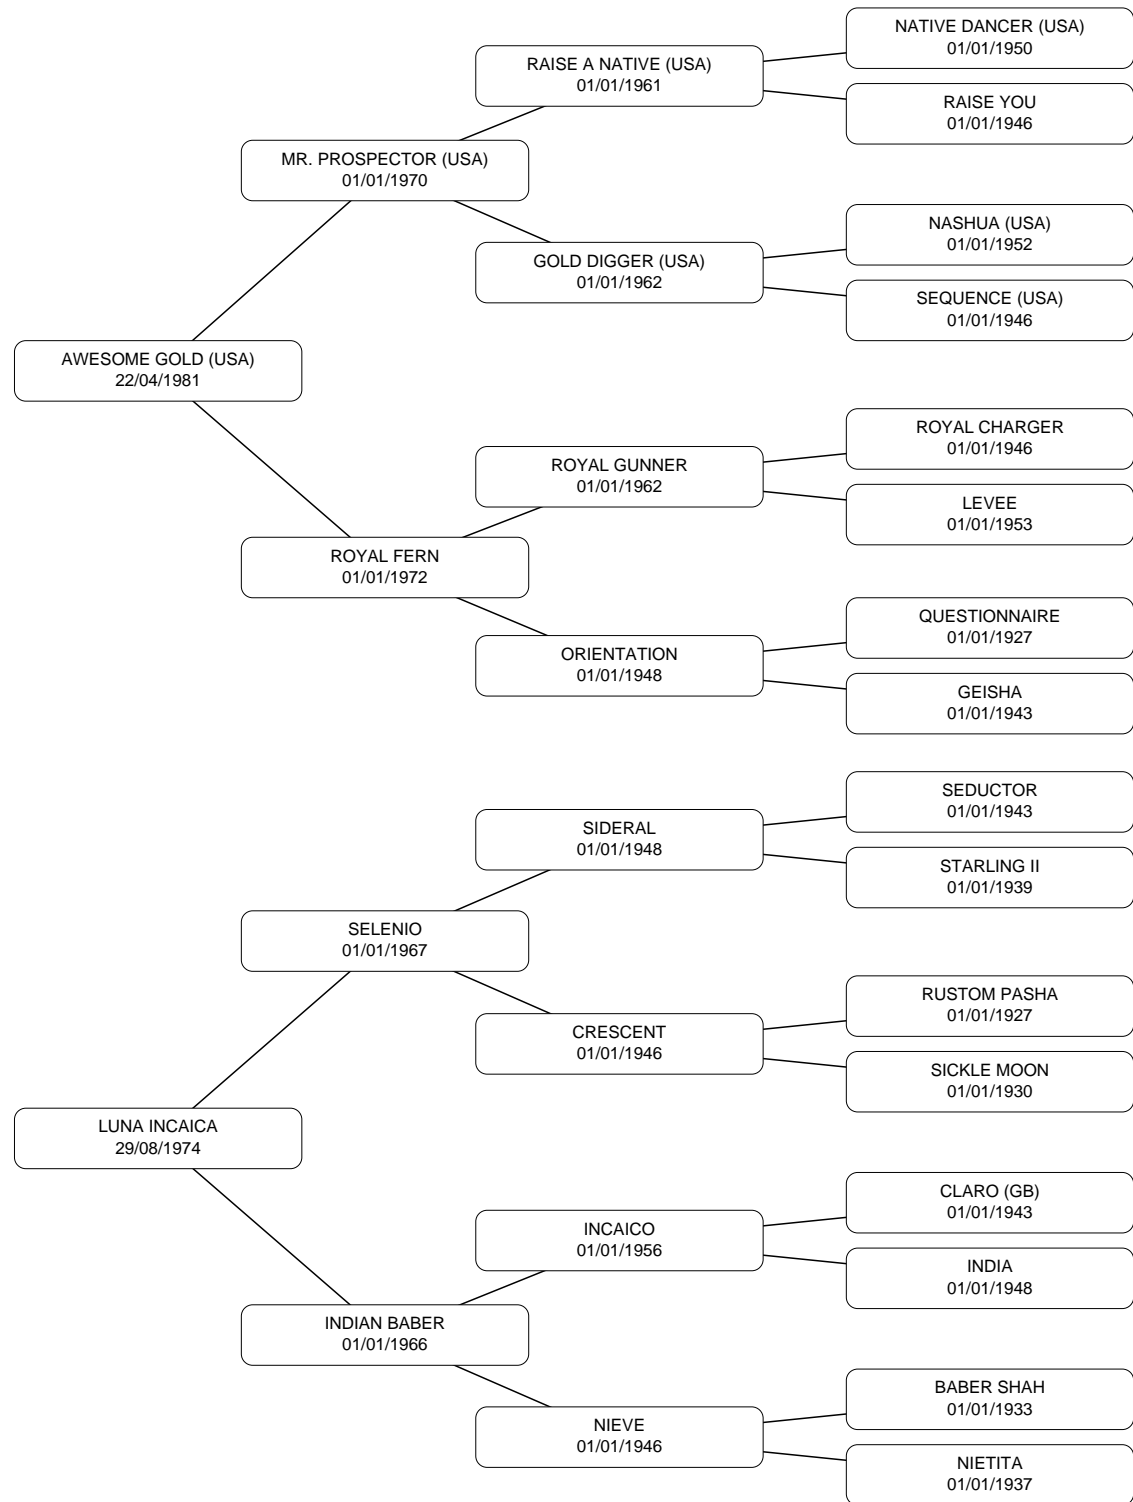 NATIVE DANCER (USA)
01/01/1950
RAISE A NATIVE (USA)
01/01/1961
RAISE YOU
01/01/1946
MR. PROSPECTOR (USA)
01/01/1970
NASHUA (USA)
01/01/1952
GOLD DIGGER (USA)
01/01/1962
SEQUENCE (USA)
01/01/1946
AWESOME GOLD (USA)
22/04/1981
ROYAL CHARGER
01/01/1946
ROYAL GUNNER
01/01/1962
LEVEE
01/01/1953
ROYAL FERN
01/01/1972
QUESTIONNAIRE
01/01/1927
ORIENTATION
01/01/1948
GEISHA
01/01/1943
SEDUCTOR
01/01/1943
SIDERAL
01/01/1948
STARLING II
01/01/1939
SELENIO
01/01/1967
RUSTOM PASHA
01/01/1927
CRESCENT
01/01/1946
SICKLE MOON
01/01/1930
LUNA INCAICA
29/08/1974
CLARO (GB)
01/01/1943
INCAICO
01/01/1956
INDIA
01/01/1948
INDIAN BABER
01/01/1966
BABER SHAH
01/01/1933
NIEVE
01/01/1946
NIETITA
01/01/1937